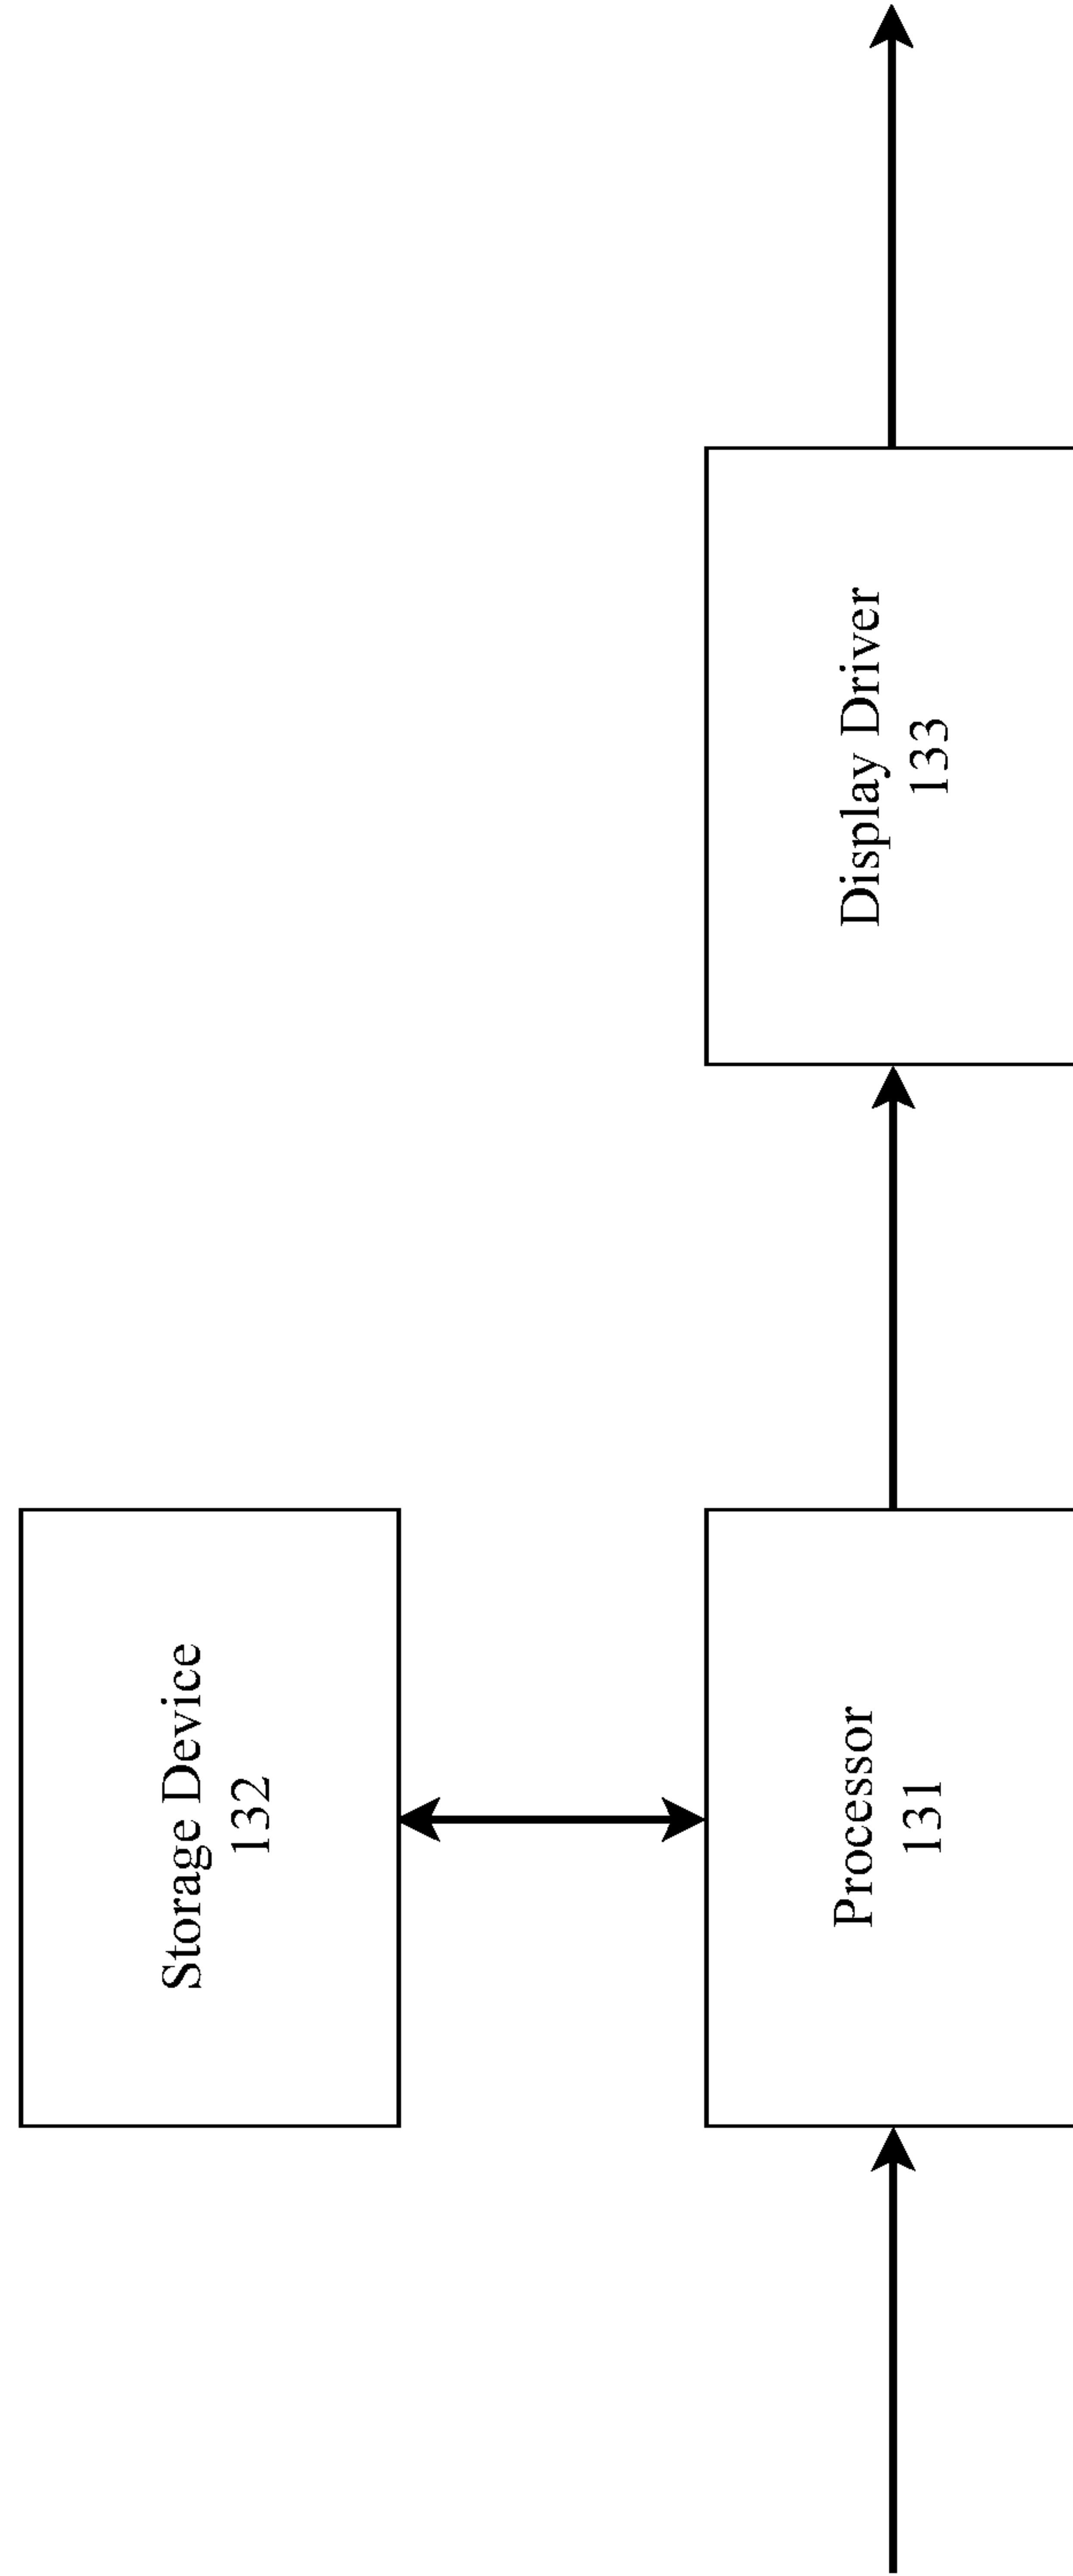 Storage Device
132
Processor
131
Display Driver
133